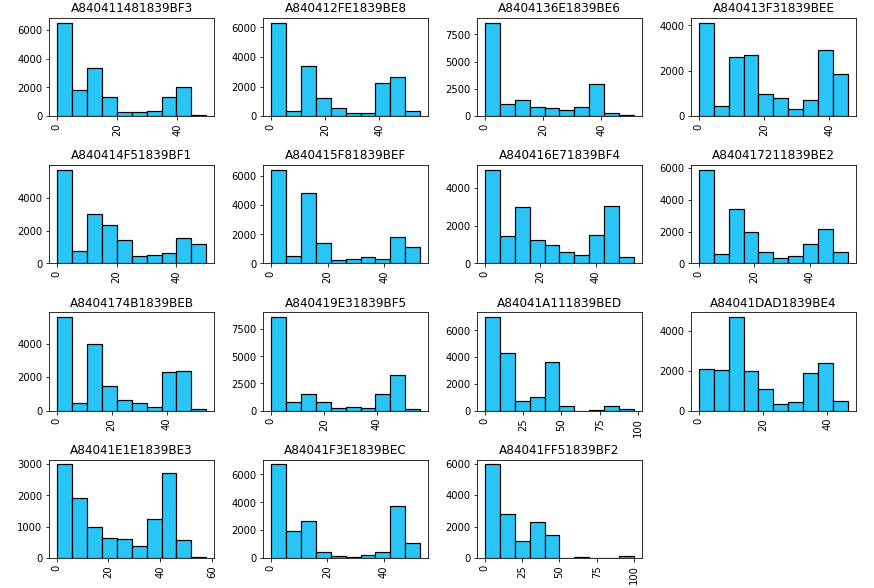 A840411481839BF3 A840412FE1839BE8 A8404136E1839BE6 A840413F31839BEE
6000 6000 7500 4000
4000 4000 5000 2000
2000 2000 2500
0 0 0 0
0 20 40 0 20 40 0 20 40 0 20 40
A840414F51839BF1 A840415F81839BEF A840416E71839BF4 A840417211839BE2
4000 6000 4000 6000
2000 4000 2000 4000
0 2000 0 2000
0 0
0 20 40 0 20 40 0 20 40 0 20 40
A8404174B1839BEB A840419E31839BF5 A84041A111839BED A84041DAD1839BE4
4000 7500 6000 4000
2000 5000 4000 2000
0 2500 2000 0
0 0
0 20 40 0 20 40 0 25 50 75 100 0 20 40
A84041E1E1839BE3 A84041F3E1839BEC A84041FF51839BF2
3000 6000 6000
2000 4000 4000
1000 2000 2000
0 0 0
0 20 40 60 0 20 40 0 25 50 75 100